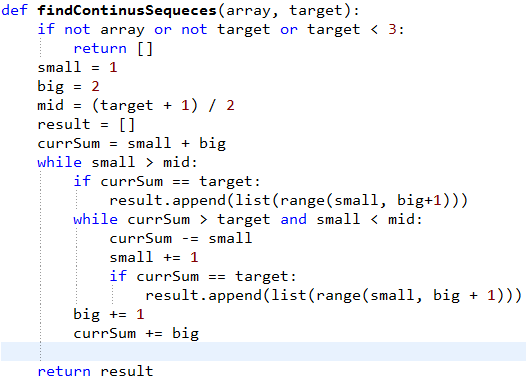 def findContinusSequeces(array, target):
    if not array or not target or target < 3:
        return []
    small = 1
    big = 2
    mid = (target + 1) / 2
    result = []
    currSum = small + big
    while small > mid:
        if currSum == target:
            result.append(list(range(small, big+1)))
        while currSum > target and small < mid:
            currSum -= small
            small += 1
            if currSum == target:
                result.append(list(range(small, big + 1)))
        big += 1
        currSum += big

    return result